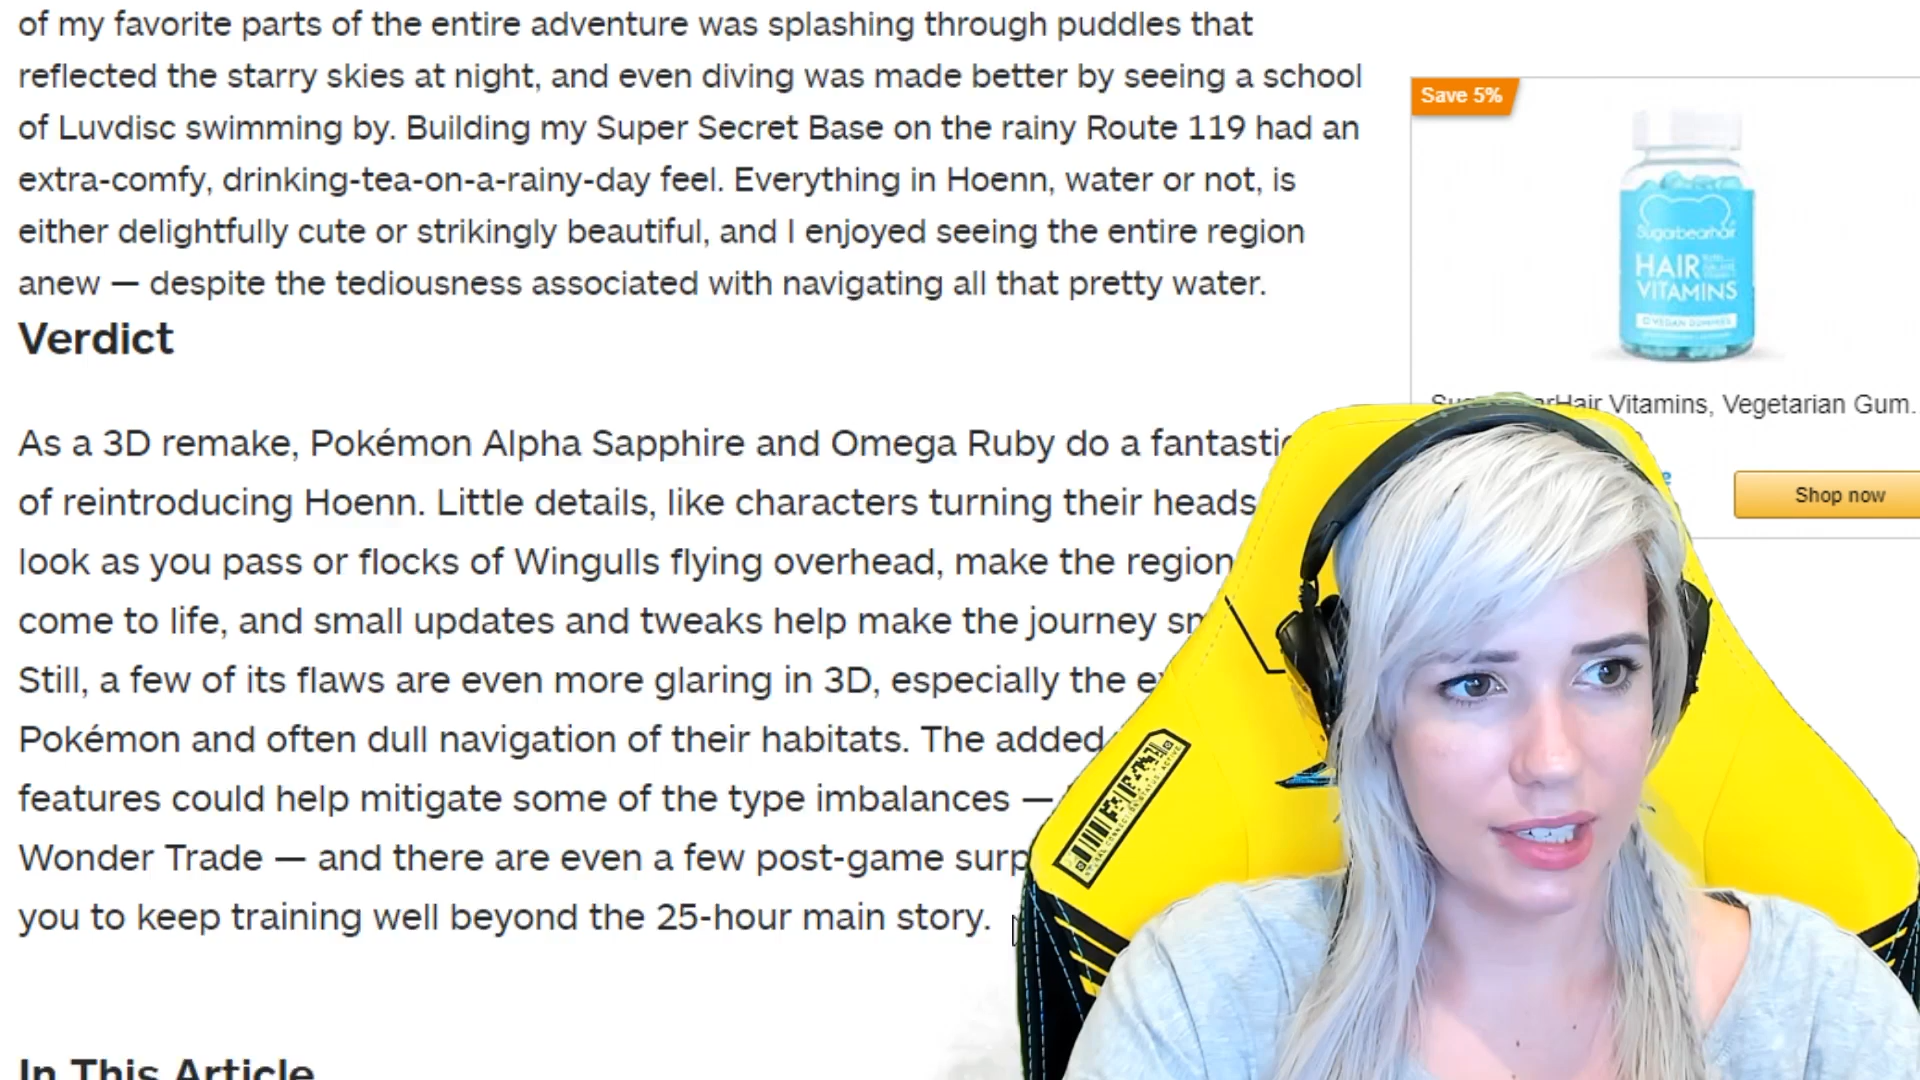 of my favorite parts of the entire adventure was splashing through puddles that
reflected the starry skies at night, and even diving was made better by seeing a school
of Luvdisc swimming by. Building my Super Secret Base on the rainy Route 119 had an
extra-comfy, drinking-tea-on-a-rainy-day feel. Everything in Hoenn, water or not, is
either delightfully cute or strikingly beautiful, and I enjoyed seeing the entire region
anew — despite the tediousness associated with navigating all that pretty water.
Verdict
As a 3D remake, Pokémon Alpha Sapphire and Omega Ruby do a fantastic
of reintroducing Hoenn. Little details, like characters turning their heads
look as you pass or flocks of Wingulls flying overhead, make the region
come to life, and small updates and tweaks help make the journey
Still, a few of its flaws are even more glaring in 3D, especially the
Pokémon and often dull navigation of their habitats. The added
features could help mitigate some of the type imbalances —
Wonder Trade — and there are even a few post-game
you to keep training well beyond the 25-hour main story.
In This Article
Save 5%
Sugarbearhair
HAIR
VITAMINS
VEGAN GUMMIES
Vitamins, Vegetarian Gum.
Shop now